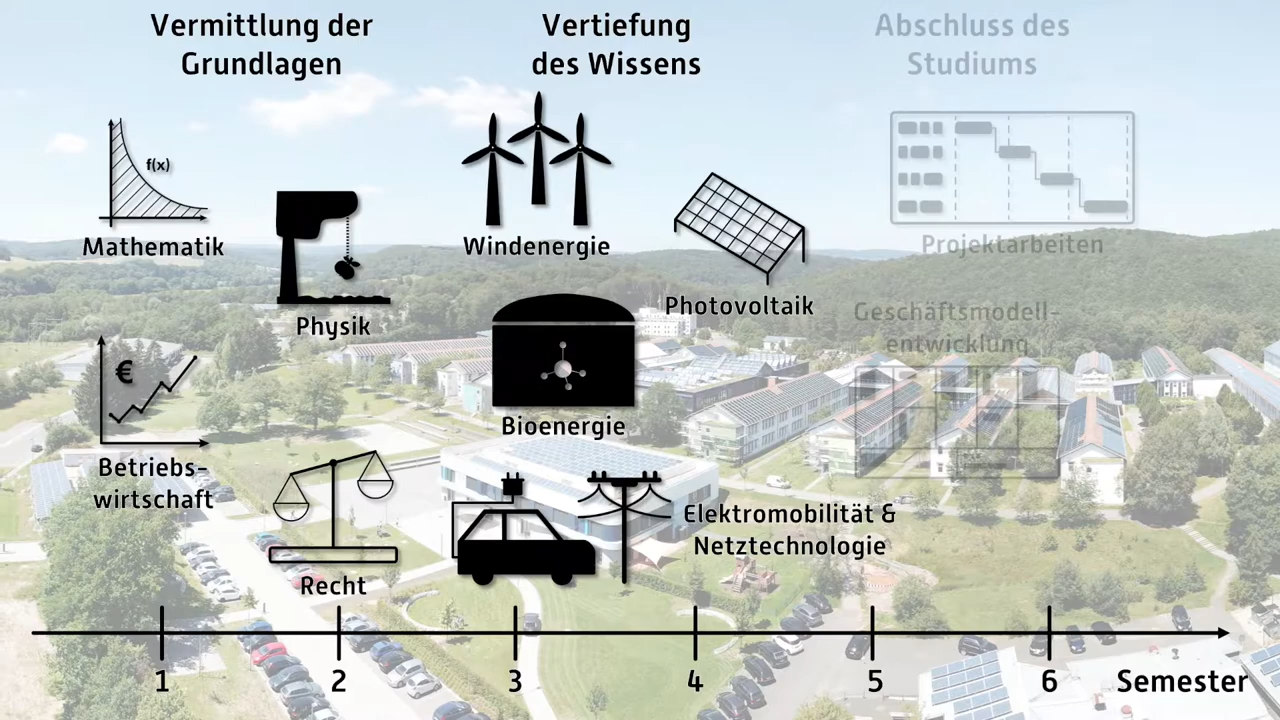 Vermittlung der
Grundlagen
f(x)
Mathematik
Physik
€
Betriebs-
wirtschaft
Recht
Vertiefung
des Wissens
Windenergie
Photovoltaik
Bioenergie
Elektromobilität &
Netztechnologie
Abschluss des
Studiums
Projektarbeiten
Geschäftsmodell-
entwicklung
1 2 3 4 5 6 Semester